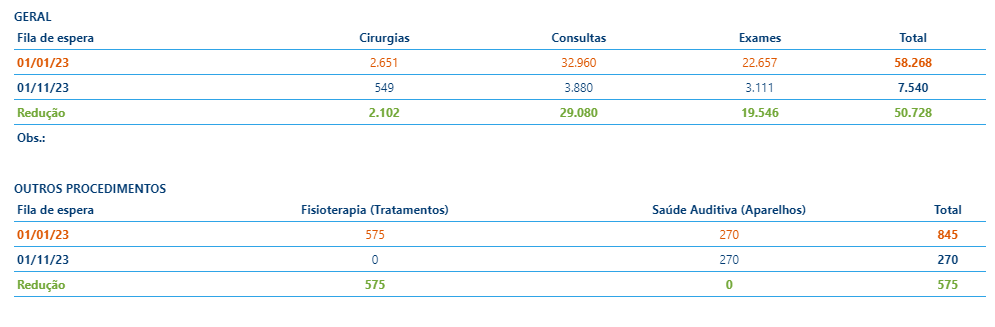 GERAL
Fila de espera Cirurgias Consultas Exames Total
01/01/23 2.651 32.960 22.657 58.268
01/11/23 549 3.880 3.111 7.540
Redução 2.102 29.080 19.546 50.728
Obs.:
OUTROS PROCEDIMENTOS
Fila de espera Fisioterapia (Tratamentos) Saúde Auditiva (Aparelhos) Total
01/01/23 575 270 845
01/11/23 0 270 270
Redução 575 0 575